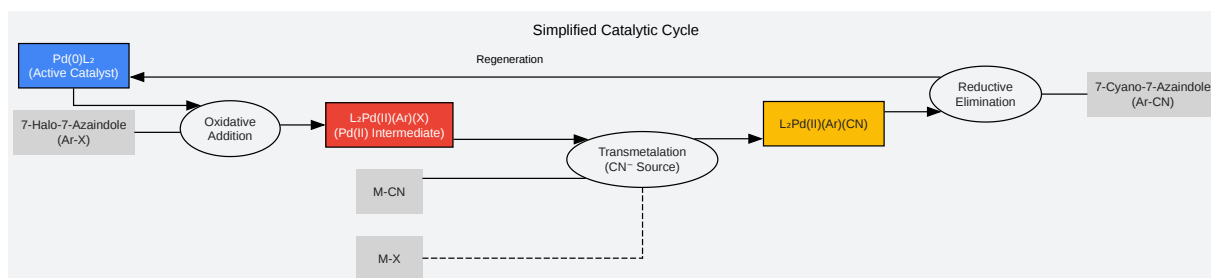 Simplified Catalytic Cycle
Pd(0)L₂
(Active Catalyst)
Regeneration
7-Halo-7-Azaindole
(Ar-X)
Oxidative
Addition
L₂Pd(II)(Ar)(X)
(Pd(II) Intermediate)
Transmetalation
(CN⁻ Source)
M-CN
M-X
L₂Pd(II)(Ar)(CN)
Reductive
Elimination
7-Cyano-7-Azaindole
(Ar-CN)